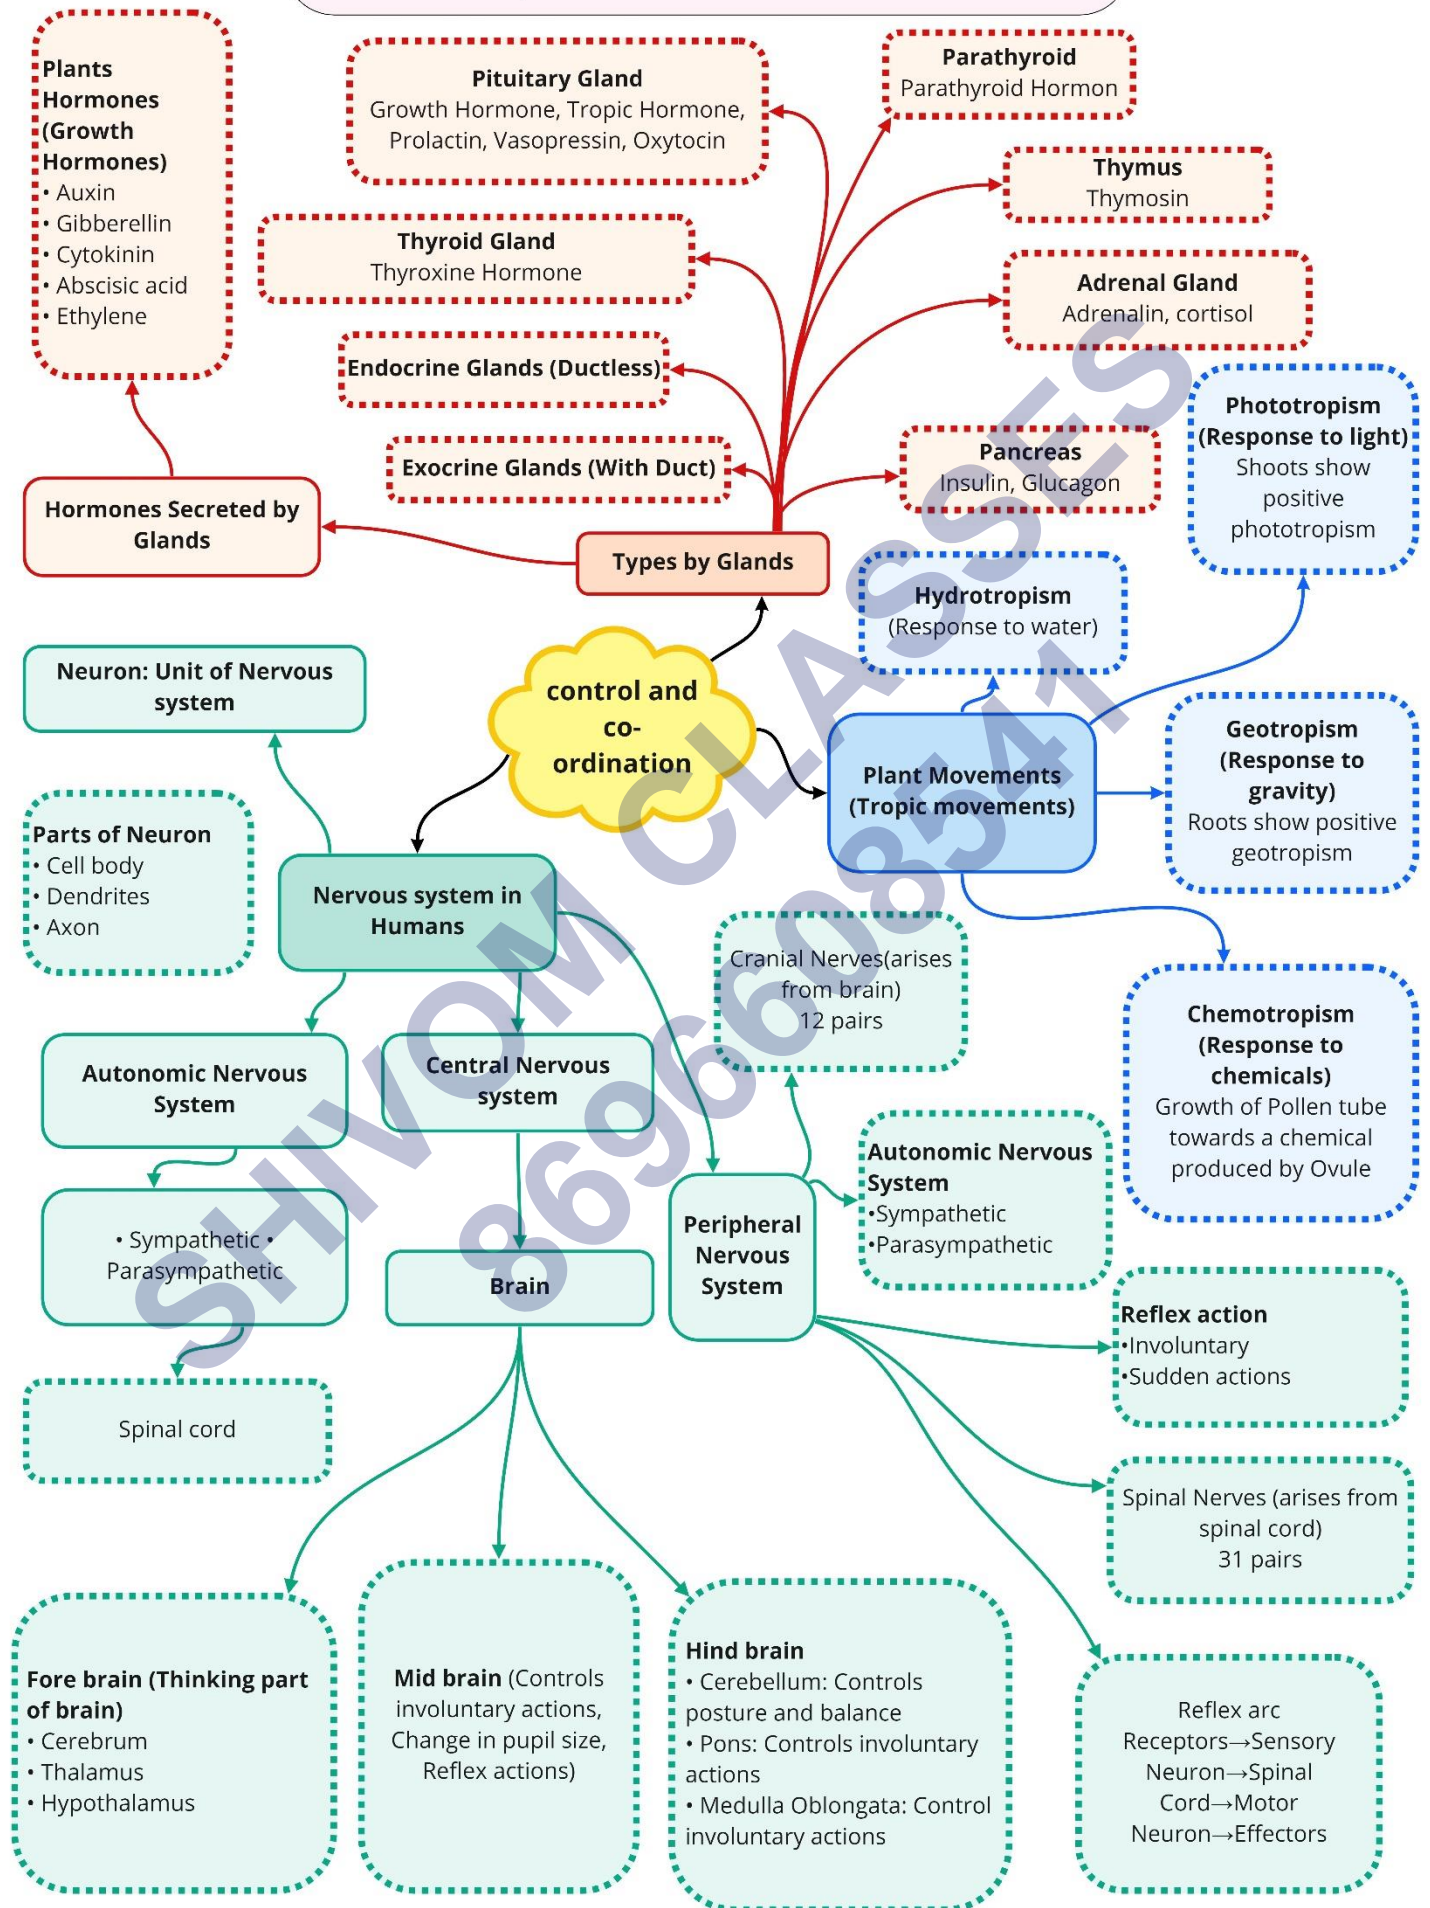 Plants
Hormones
(Growth
Hormones)
• Auxin
• Gibberellin
• Cytokinin
• Abscisic acid
• Ethylene
Pituitary Gland
Growth Hormone, Tropic Hormone,
Prolactin, Vasopressin, Oxytocin
Parathyroid
Parathyroid Hormon
Thymus
Thymosin
Thyroid Gland
Thyroxine Hormone
Adrenal Gland
Adrenalin, cortisol
Endocrine Glands (Ductless)
Exocrine Glands (With Duct)
Pancreas
Insulin, Glucagon
Phototropism
(Response to light)
Shoots show
positive
phototropism
Hormones Secreted by
Glands
Types by Glands
Hydrotropism
(Response to water)
Neuron: Unit of Nervous
system
control and
co-
ordination
Plant Movements
(Tropic movements)
Geotropism
(Response to
gravity)
Roots show positive
geotropism
Parts of Neuron
• Cell body
• Dendrites
• Axon
Nervous system in
Humans
Cranial Nerves(arises
from brain)
12 pairs
Chemotropism
(Response to
chemicals)
Growth of Pollen tube
towards a chemical
produced by Ovule
Autonomic Nervous
System
Central Nervous
system
Autonomic Nervous
System
•Sympathetic
•Parasympathetic
• Sympathetic •
Parasympathetic
Brain
Peripheral
Nervous
System
Reflex action
•Involuntary
•Sudden actions
Spinal cord
Spinal Nerves (arises from
spinal cord)
31 pairs
Fore brain (Thinking part
of brain)
• Cerebrum
• Thalamus
• Hypothalamus
Mid brain (Controls
involuntary actions,
Change in pupil size,
Reflex actions)
Hind brain
• Cerebellum: Controls
posture and balance
• Pons: Controls involuntary
actions
• Medulla Oblongata: Control
involuntary actions
Reflex arc
Receptors→Sensory
Neuron→Spinal
Cord→Motor
Neuron→Effectors
SHIVOM CLASSES
8696608541